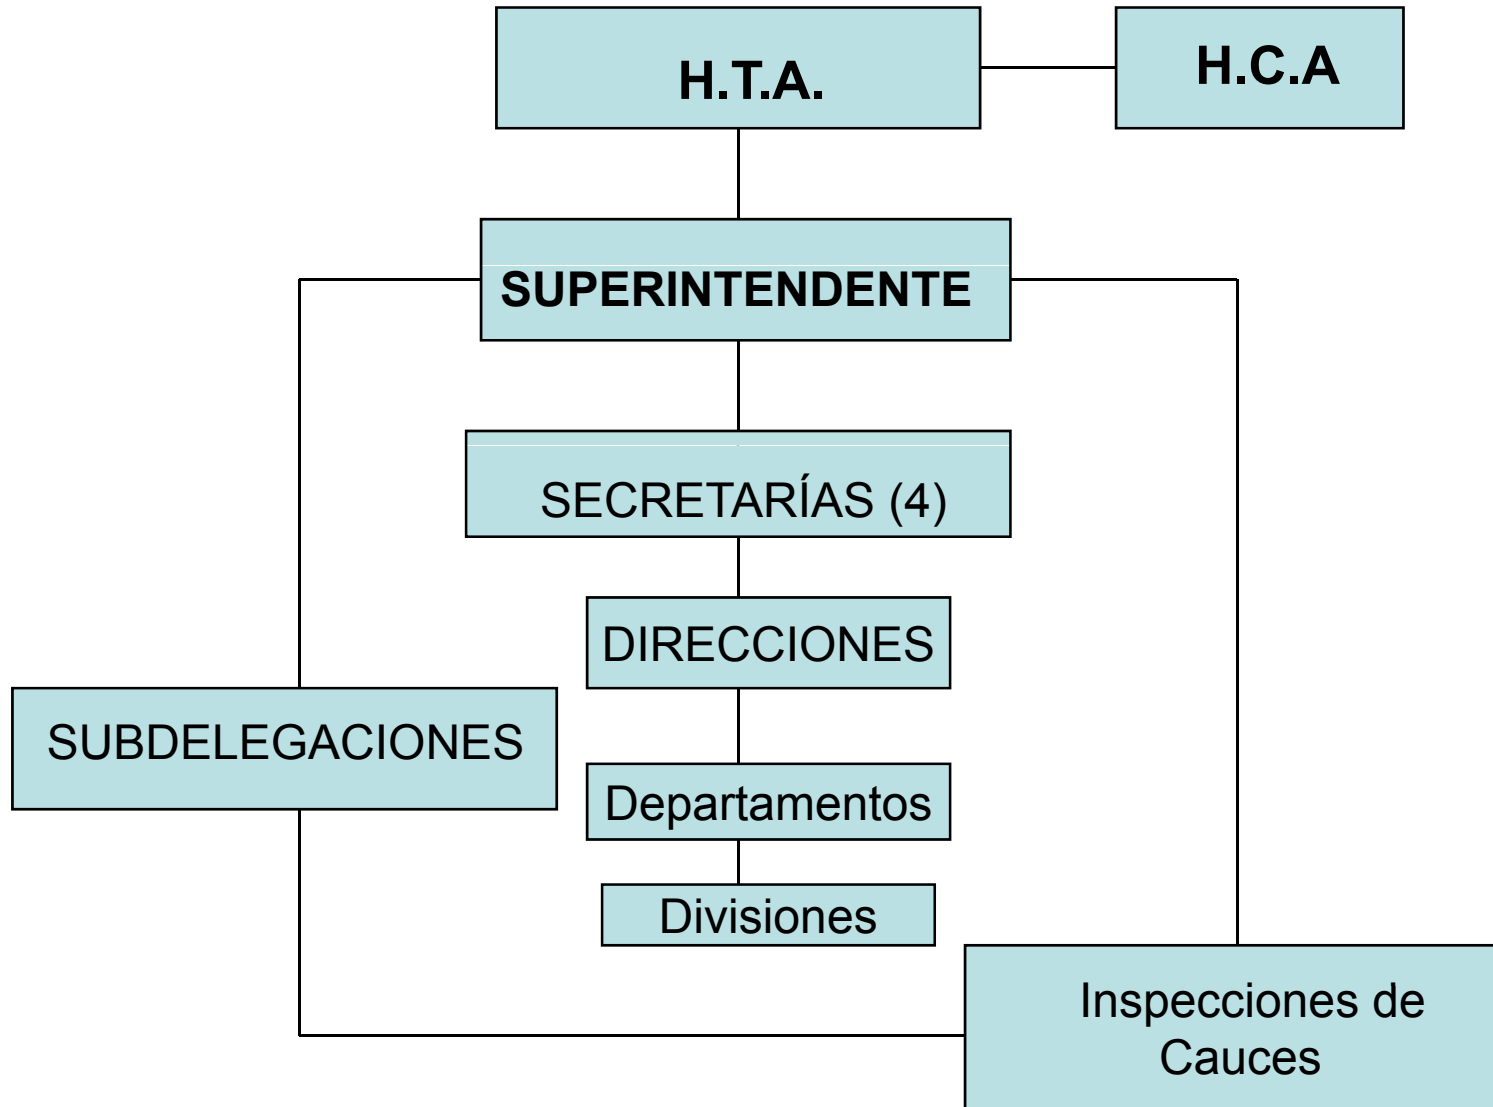 H.T.A.
H.C.A
SUPERINTENDENTE
SECRETARÍAS (4)
DIRECCIONES
SUBDELEGACIONES
Departamentos
Divisiones
Inspecciones de
Cauces